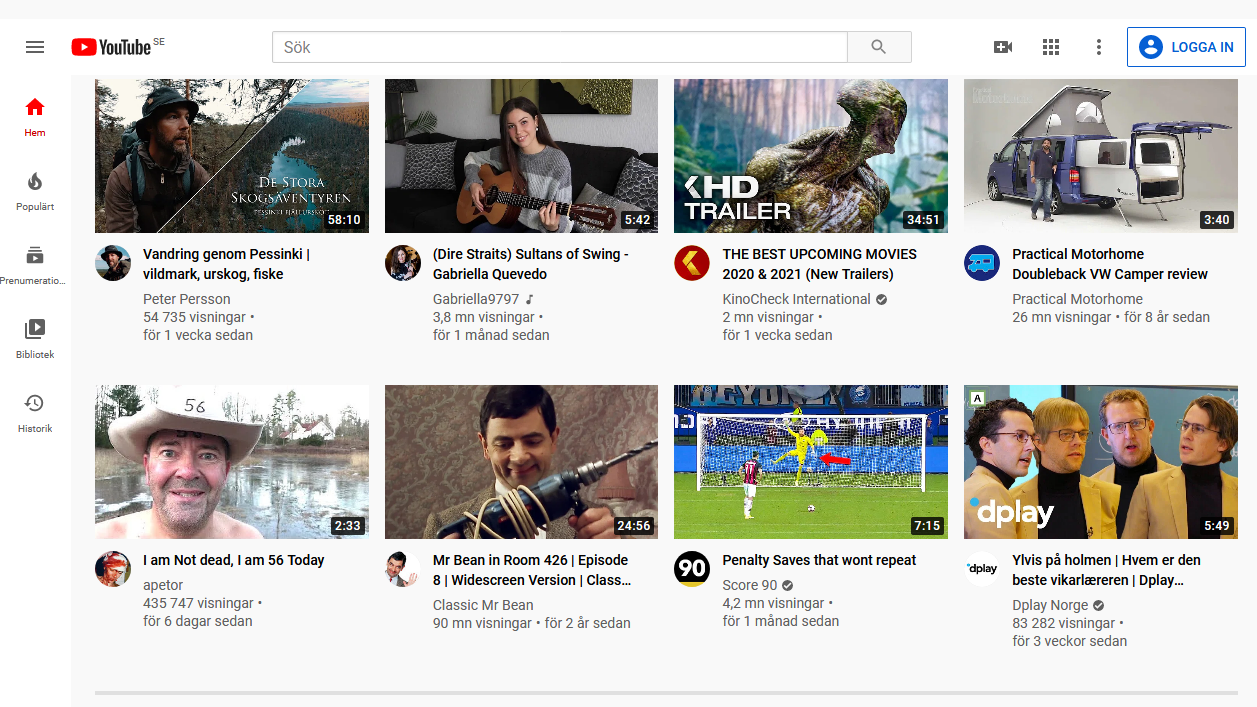 YouTube SE
Sök
LOGGA IN
Hem
Populärt
Prenumeratio...
Bibliotek
Historik
DE STORA
SKOGSÄVENTYREN
PESSINKI FJÄLLURSKOG
58:10
5:42
HD
TRAILER
34:51
3:40
Vandring genom Pessinki |
vildmark, urskog, fiske
Peter Persson
54 735 visningar •
för 1 vecka sedan
(Dire Straits) Sultans of Swing -
Gabriella Quevedo
Gabriella9797
3,8 mn visningar •
för 1 månad sedan
THE BEST UPCOMING MOVIES
2020 & 2021 (New Trailers)
KinoCheck International
2 mn visningar •
för 1 vecka sedan
Practical Motorhome
Doubleback VW Camper review
Practical Motorhome
26 mn visningar • för 8 år sedan
56
2:33
24:56
7:15
A
dplay
5:49
I am Not dead, I am 56 Today
apetor
435 747 visningar •
för 6 dagar sedan
Mr Bean in Room 426 | Episode
8 | Widescreen Version | Class...
Classic Mr Bean
90 mn visningar • för 2 år sedan
90
Penalty Saves that wont repeat
Score 90
4,2 mn visningar •
för 1 månad sedan
dplay
Ylvis på holmen | Hvem er den
beste vikarlæreren | Dplay...
Dplay Norge
83 282 visningar •
för 3 veckor sedan